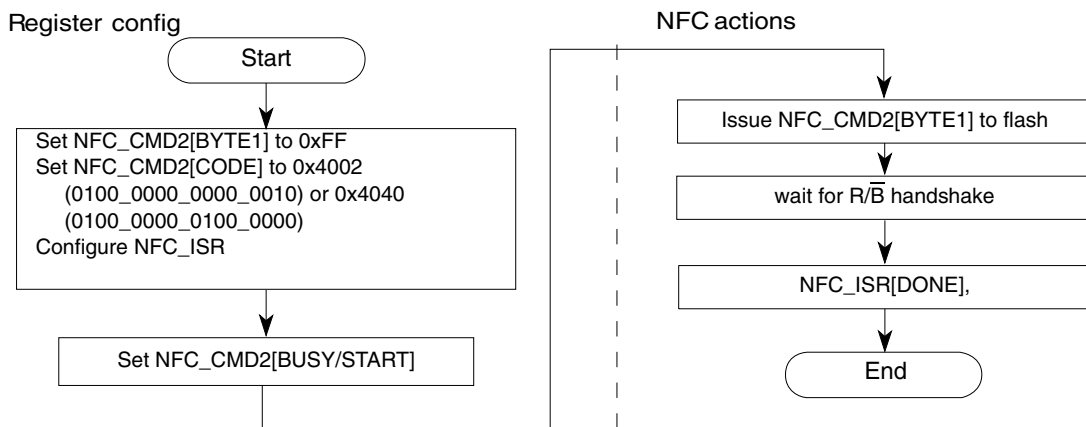 Register config
Start
Set NFC_CMD2[BYTE1] to 0xFF
Set NFC_CMD2[CODE] to 0x4002
(0100_0000_0000_0010) or 0x4040
(0100_0000_0100_0000)
Configure NFC_ISR
Set NFC_CMD2[BUSY/START]
NFC actions
Issue NFC_CMD2[BYTE1] to flash
wait for R/B̅ handshake
NFC_ISR[DONE],
End